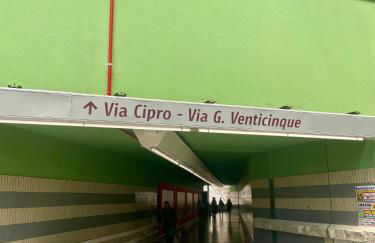 ↑ Via Cipro - Via G. Venticinque